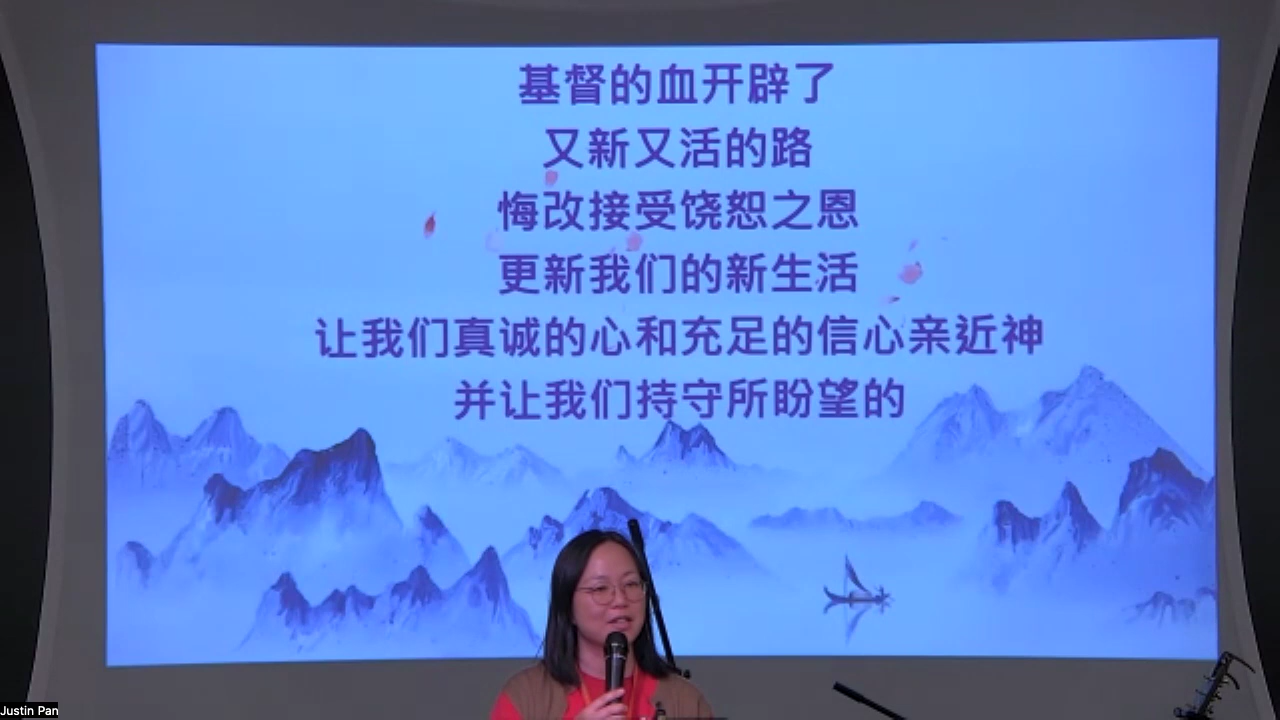 基督的血开辟了
又新又活的路
悔改接受饶恕之恩
更新我们的新生活
让我们真诚的心和充足的信心亲近神
并让我们持守所盼望的
Justin Pan